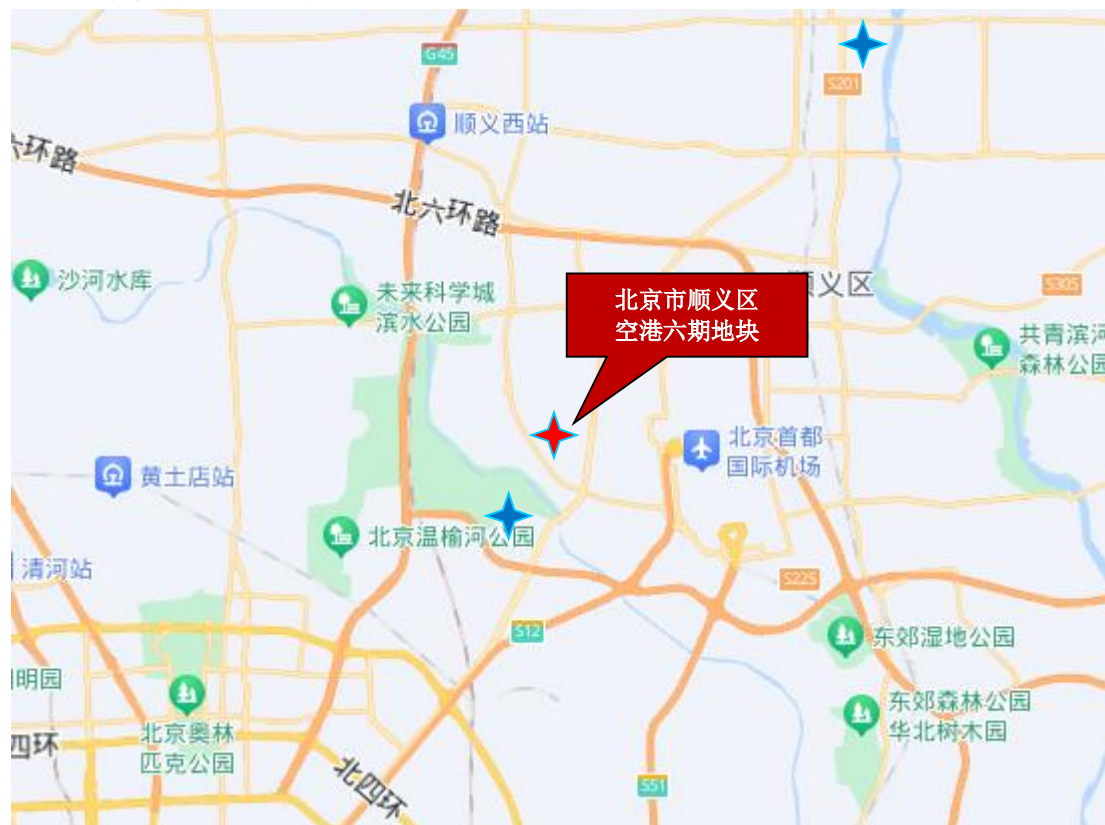 G45
S201
顺义西站
六环路
北六环路
沙河水库
未来科学城
滨水公园
北京市顺义区
空港六期地块
义区
S305
共青滨河
森林公园
北京首都
国际机场
黄土店站
北京温榆河公园
清河站
S225
S12
东郊湿地公园
明园
东郊森林公园
华北树木园
北京奥林
匹克公园
四环
北四环
S51